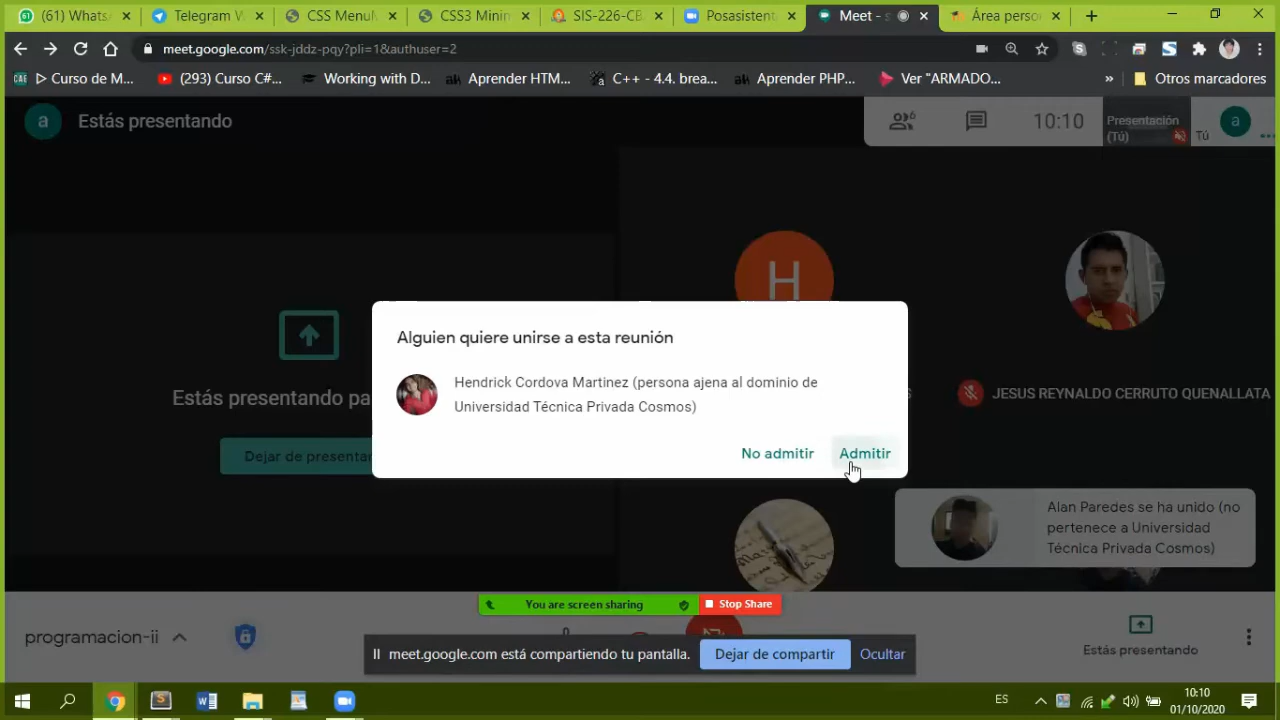 (61) WhatsA
Telegram W
CSS MenuM
CSS3 Minim
SIS-226-CB
Posasistent
Meet - s
Área perso
meet.google.com/ssk-jddz-pqy?pli=1&authuser=2
▷ Curso de M...
(293) Curso C#...
Working with D...
Aprender HTM...
C++ - 4.4. brea...
Aprender PHP...
Ver "ARMADO...
»
Otros marcadores
a
Estás presentando
6
10:10
Presentación
(Tú)
Tú
a
H
Alguien quiere unirse a esta reunión
Hendrick Cordova Martinez (persona ajena al dominio de
Universidad Técnica Privada Cosmos)
No admitir
Admitir
Estás presentando pa
Dejar de presenta
s
JESUS REYNALDO CERRUTO QUENALLATA
Alan Paredes se ha unido (no
pertenece a Universidad
Técnica Privada Cosmos)
You are screen sharing
Stop Share
programacion-ii
meet.google.com está compartiendo tu pantalla.
Dejar de compartir
Ocultar
Estás presentando
ES
10:10
01/10/2020